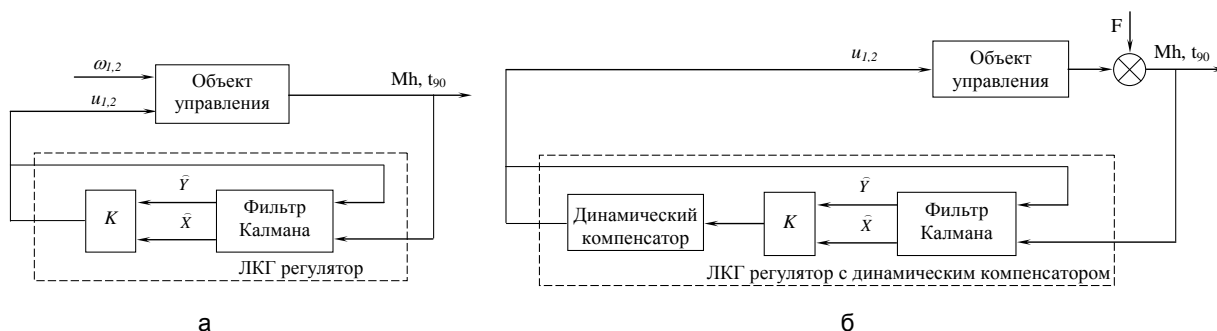 ω1,2
u1,2
Объект
управления
Mh, t90
Ŷ
K
X̂
Фильтр
Калмана
ЛКГ регулятор
а
F
u1,2
Объект
управления
Mh, t90
Динамический
компенсатор
K
Ŷ
X̂
Фильтр
Калмана
ЛКГ регулятор с динамическим компенсатором
б